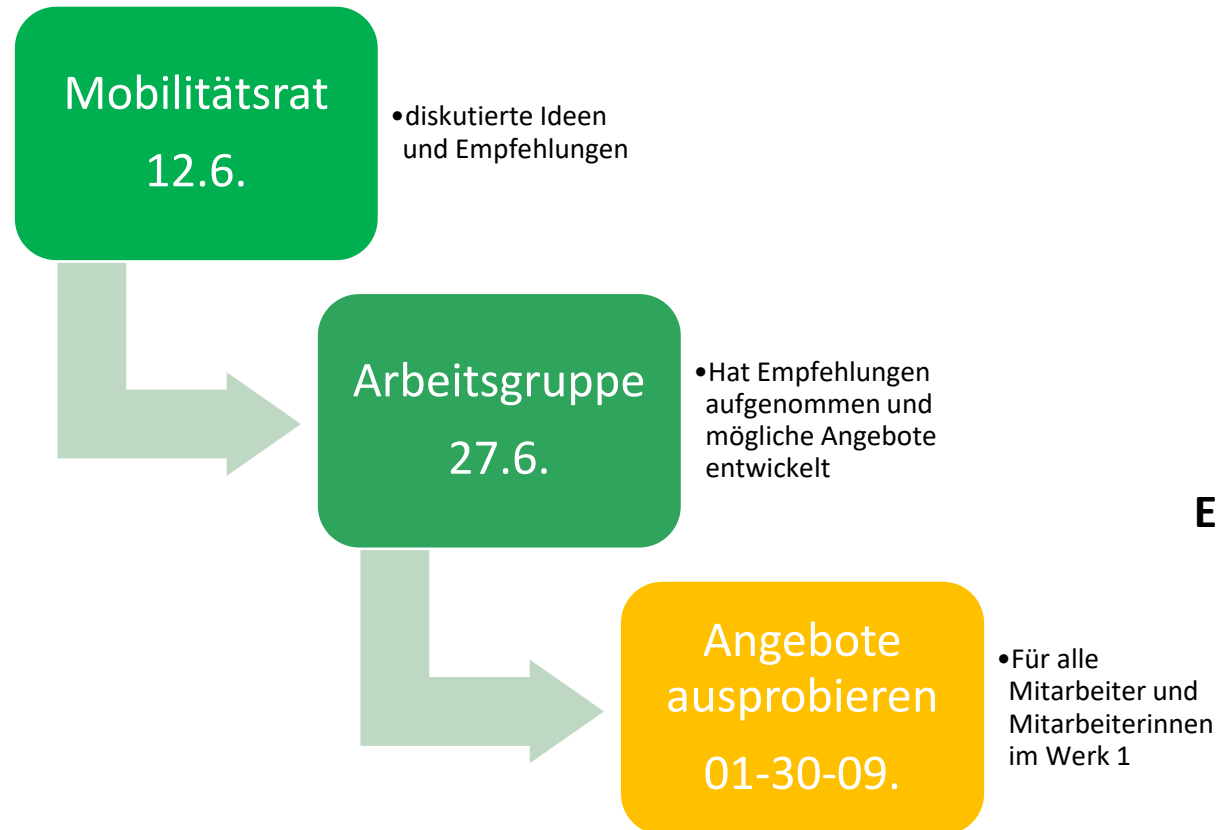 Mobilitätsrat
12.6.
•diskutierte Ideen
und Empfehlungen
Arbeitsgruppe
27.6.
•Hat Empfehlungen
aufgenommen und
mögliche Angebote
entwickelt
E
Angebote
ausprobieren
01-30-09.
•Für alle
Mitarbeiter und
Mitarbeiterinnen
im Werk 1